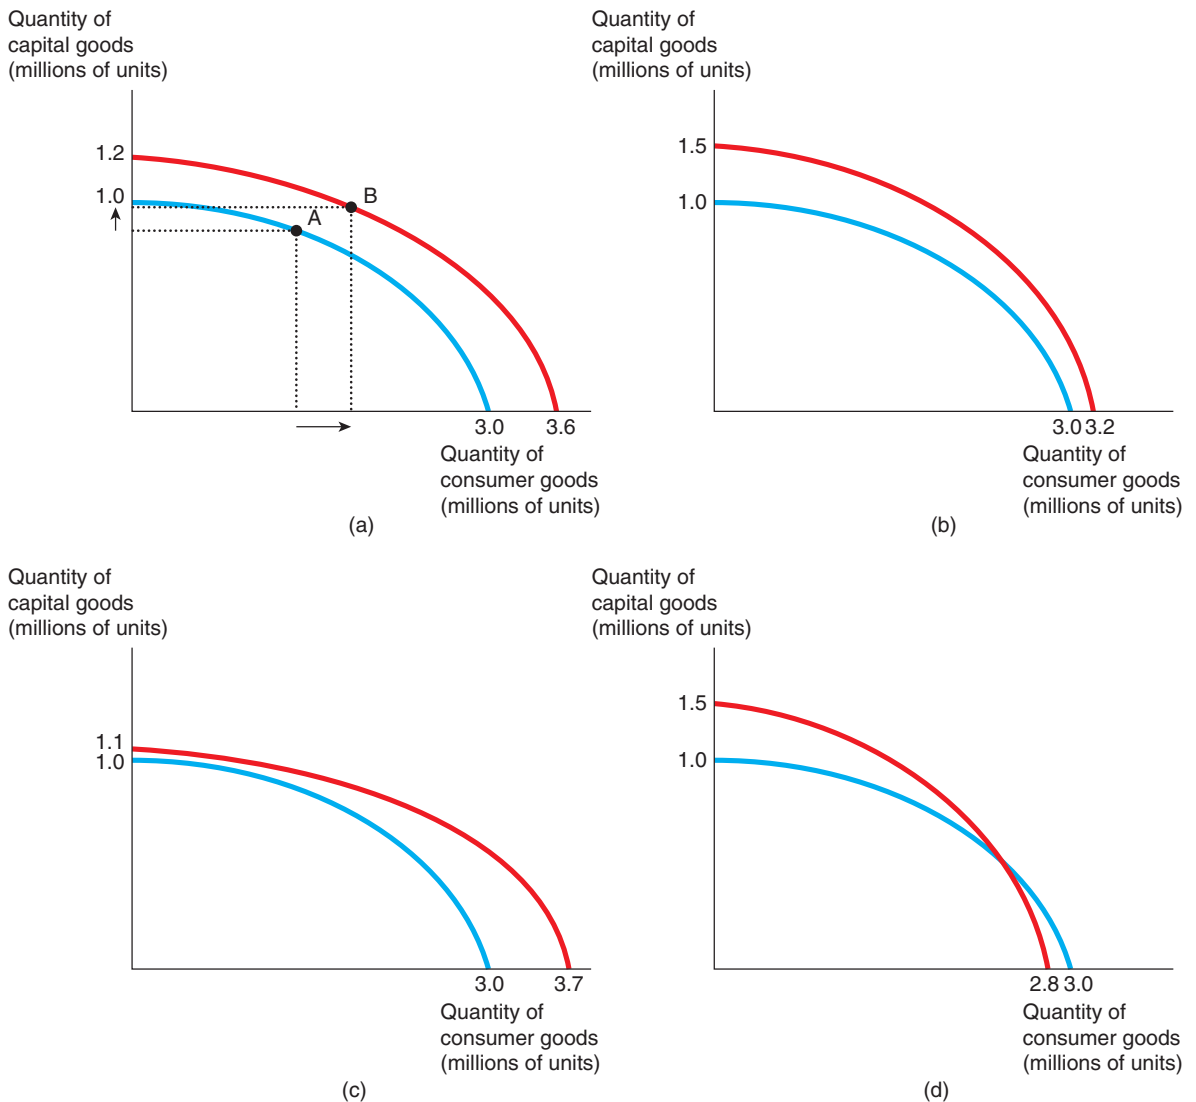 Quantity of
capital goods
(millions of units)
1.2
1.0
A
B
3.0
3.6
Quantity of
consumer goods
(millions of units)
(a)
Quantity of
capital goods
(millions of units)
1.5
1.0
3.0
3.2
Quantity of
consumer goods
(millions of units)
(b)
Quantity of
capital goods
(millions of units)
1.1
1.0
3.0
3.7
Quantity of
consumer goods
(millions of units)
(c)
Quantity of
capital goods
(millions of units)
1.5
1.0
2.8
3.0
Quantity of
consumer goods
(millions of units)
(d)